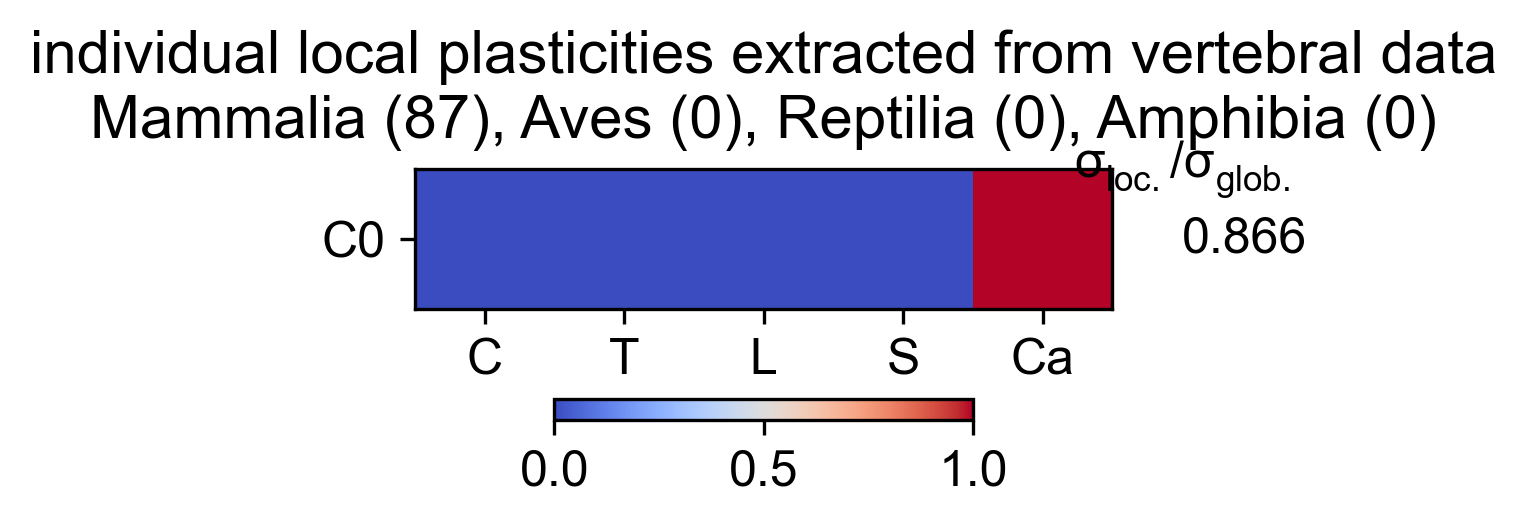 individual local plasticities extracted from vertebral data
Mammalia (87), Aves (0), Reptilia (0), Amphibia (0)
σloc. /σglob.
C0 0.866
C T L S Ca
0.0 0.5 1.0